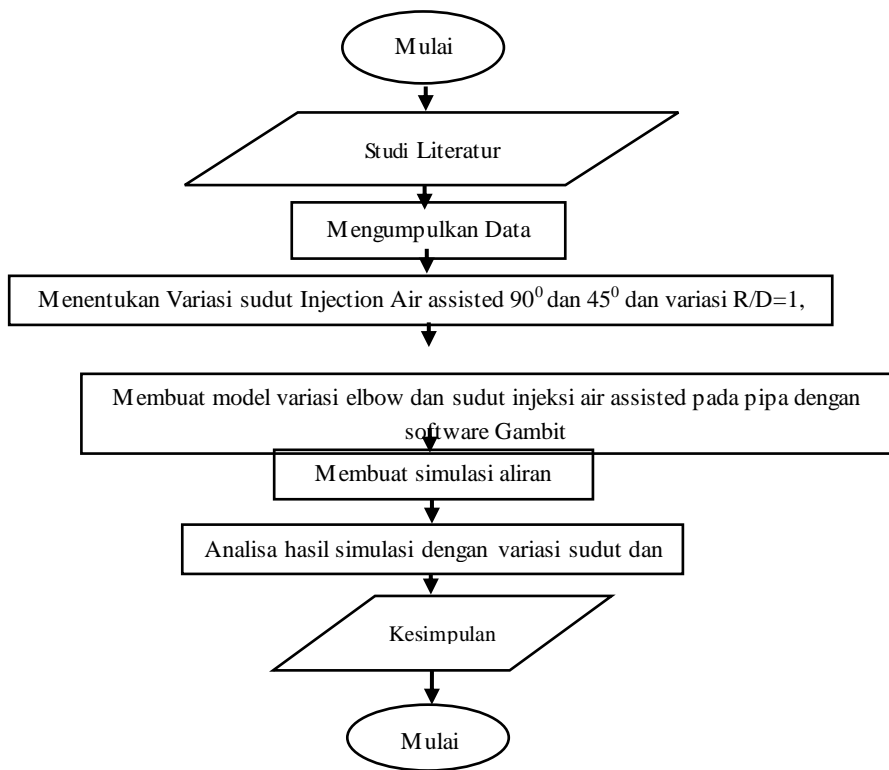 Mulai
Studi Literatur
Mengumpulkan Data
Menentukan Variasi sudut Injection Air assisted 90⁰ dan 45⁰ dan variasi R/D=1,
Membuat model variasi elbow dan sudut injeksi air assisted pada pipa dengan
software Gambit
Membuat simulasi aliran
Analisa hasil simulasi dengan variasi sudut dan
Kesimpulan
Mulai